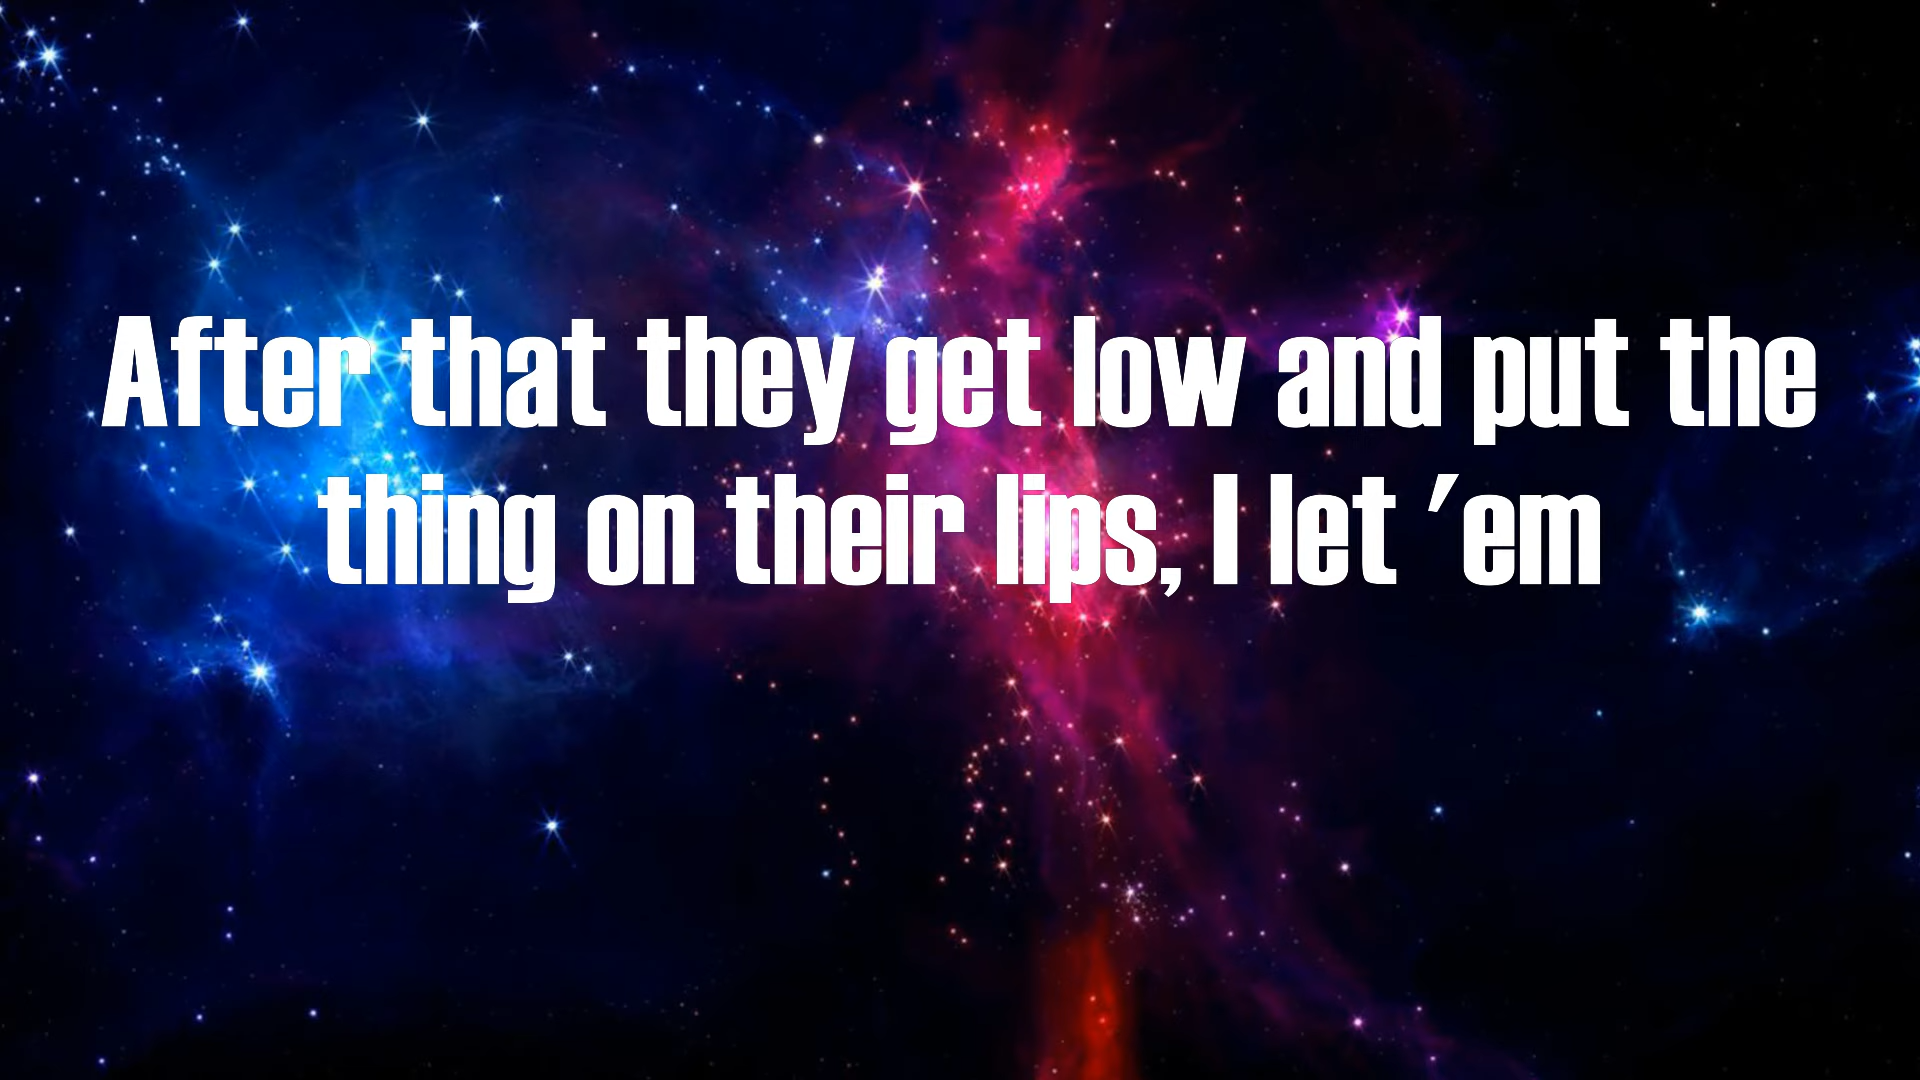 After that they get low and put the
thing on their lips, I let 'em